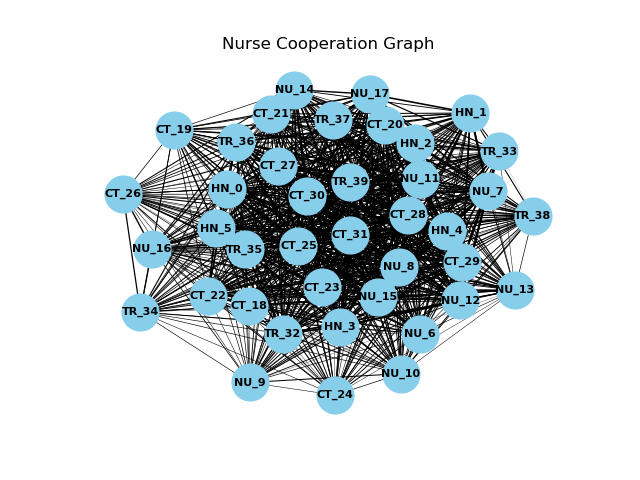 Nurse Cooperation Graph
NU_14
NU_17
HN_1
CT_21
TR_37
CT_20
CT_19
TR_36
HN_2
TR_33
CT_27
NU_11
TR_39
HN_0
NU_7
CT_26
CT_30
CT_28
TR_38
HN_5
HN_4
CT_31
NU_16
TR_35
CT_25
CT_29
NU_8
CT_23
NU_13
CT_22
NU_15
NU_12
CT_18
TR_34
HN_3
TR_32
NU_6
NU_10
NU_9
CT_24